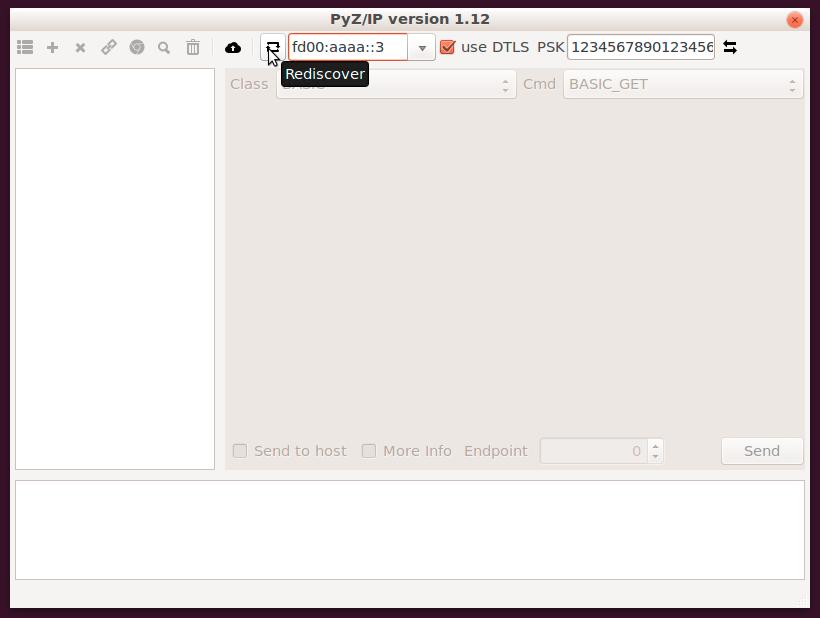 PyZ/IP version 1.12
fd00:aaaa::3 use DTLS PSK 1234567890123456
Rediscover
Class BASIC Cmd BASIC_GET
Send to host More Info Endpoint 0 Send